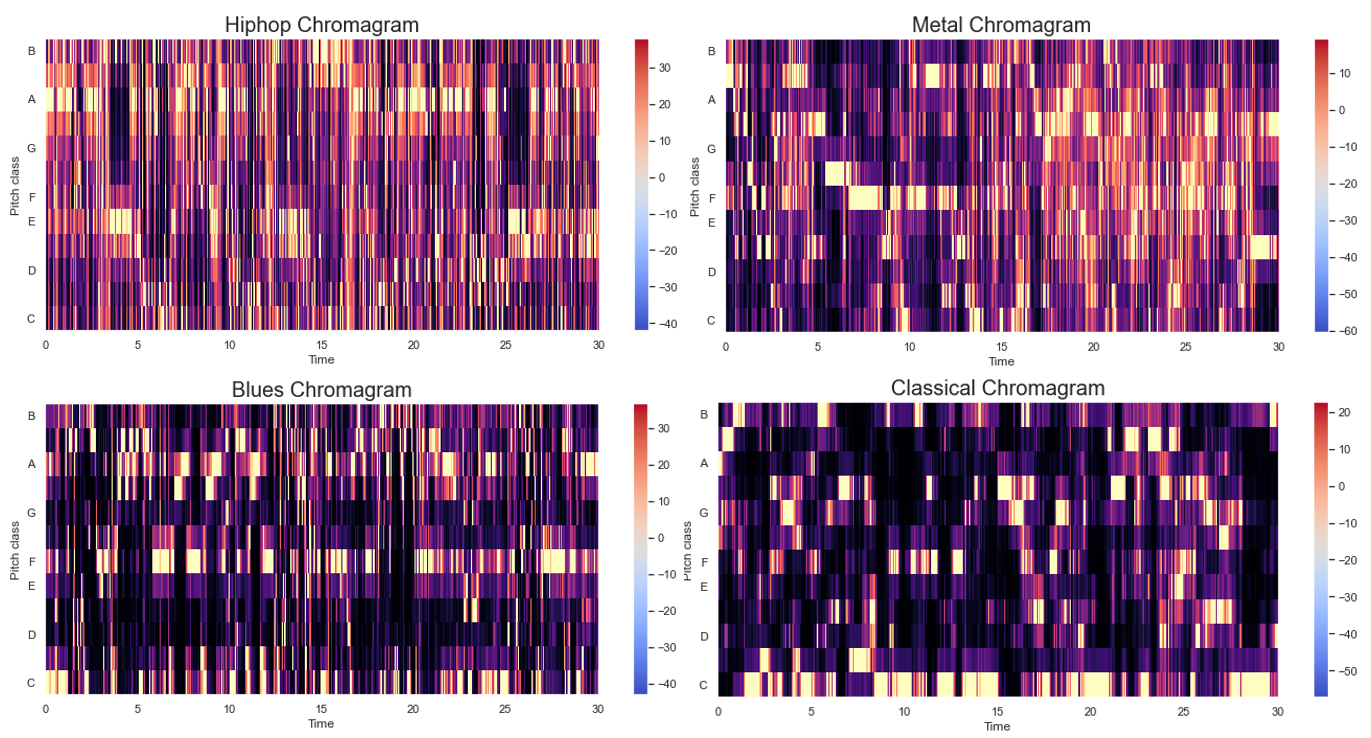 Hiphop Chromagram
B
A
G
F
E
D
C
Pitch class
0 5 10 15 20 25 30
Time
30
20
10
0
−10
−20
−30
−40
Metal Chromagram
B
A
G
F
E
D
C
Pitch class
0 5 10 15 20 25 30
Time
10
0
−10
−20
−30
−40
−50
−60
Blues Chromagram
B
A
G
F
E
D
C
Pitch class
0 5 10 15 20 25 30
Time
30
20
10
0
−10
−20
−30
−40
Classical Chromagram
B
A
G
F
E
D
C
Pitch class
0 5 10 15 20 25 30
Time
20
10
0
−10
−20
−30
−40
−50